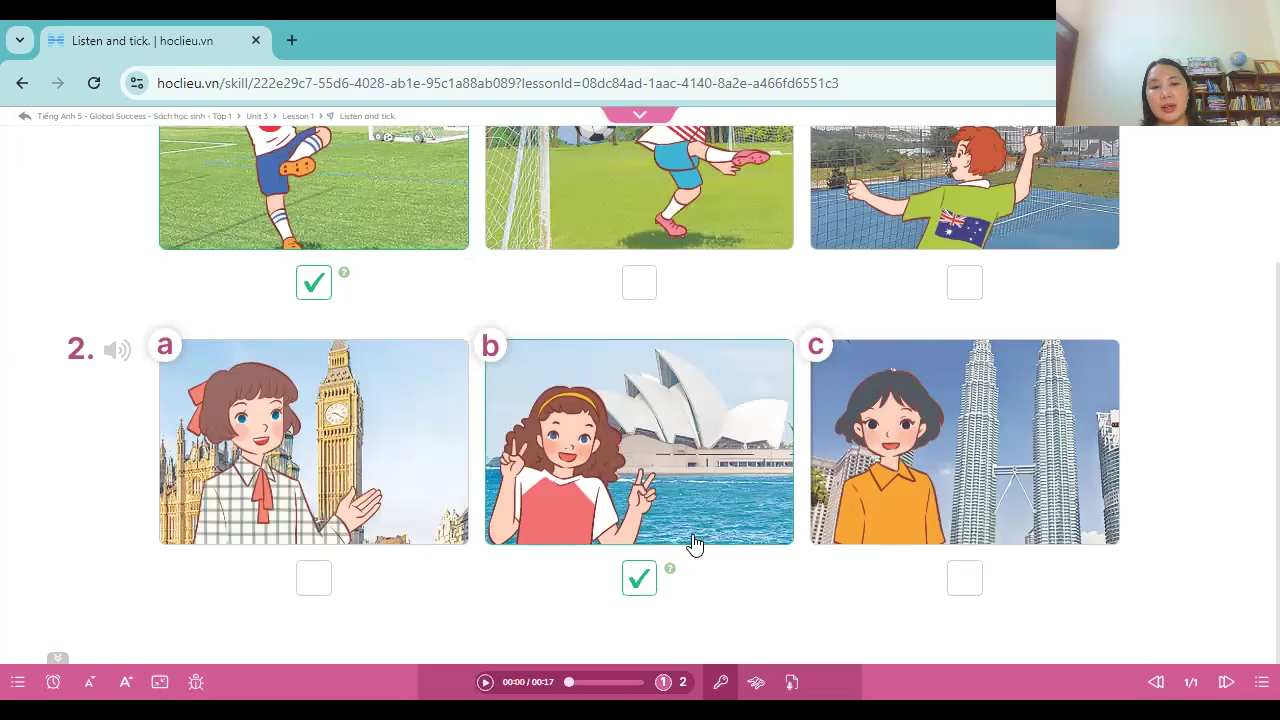 Listen and tick. | hoclieu.vn
hoclieu.vn/skill/222e29c7-55d6-4028-ab1e-95c1a88ab095?lessonId=08dc84ad-1aac-4140-8a2e-a466fd6551c3
Tiếng Anh 5 - Global Success - Sách học sinh - Tập 1 > Unit 3 > Lesson 1 > Listen and tick.
2. a b c
00:00 / 00:17 1 2
1/1